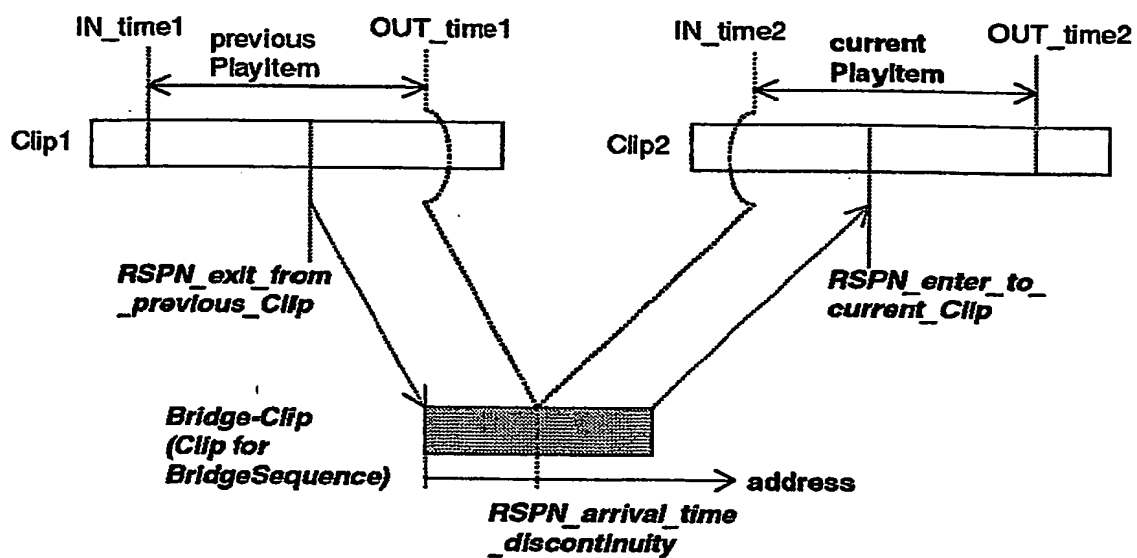 IN_time1
previous
PlayItem
OUT_time1
IN_time2
current
PlayItem
OUT_time2
Clip1
Clip2
RSPN_exit_from
_previous_Clip
RSPN_enter_to_
current_Clip
Bridge-Clip
(Clip for
BridgeSequence)
address
RSPN_arrival_time
_discontinuity